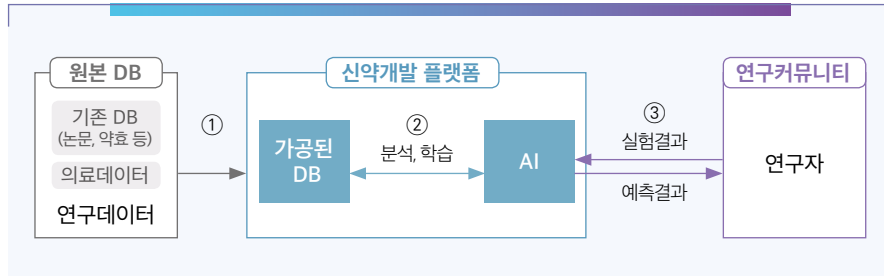 원본 DB
기존 DB
(논문, 약효 등)
의료데이터
연구데이터
①
신약개발 플랫폼
가공된
DB
②
분석, 학습
AI
③
실험결과
예측결과
연구커뮤니티
연구자